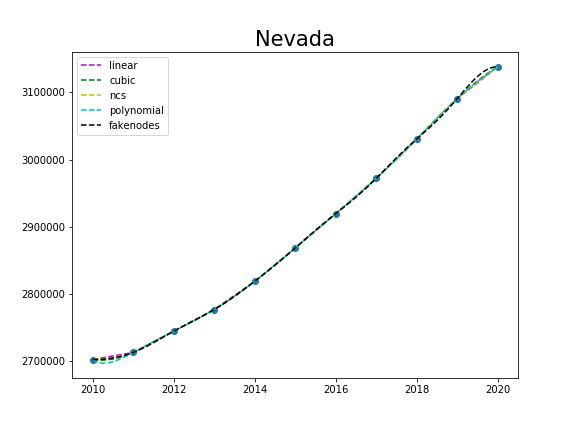 Nevada
linear
cubic
ncs
polynomial
fakenodes
3100000
3000000
2900000
2800000
2700000
2010 2012 2014 2016 2018 2020